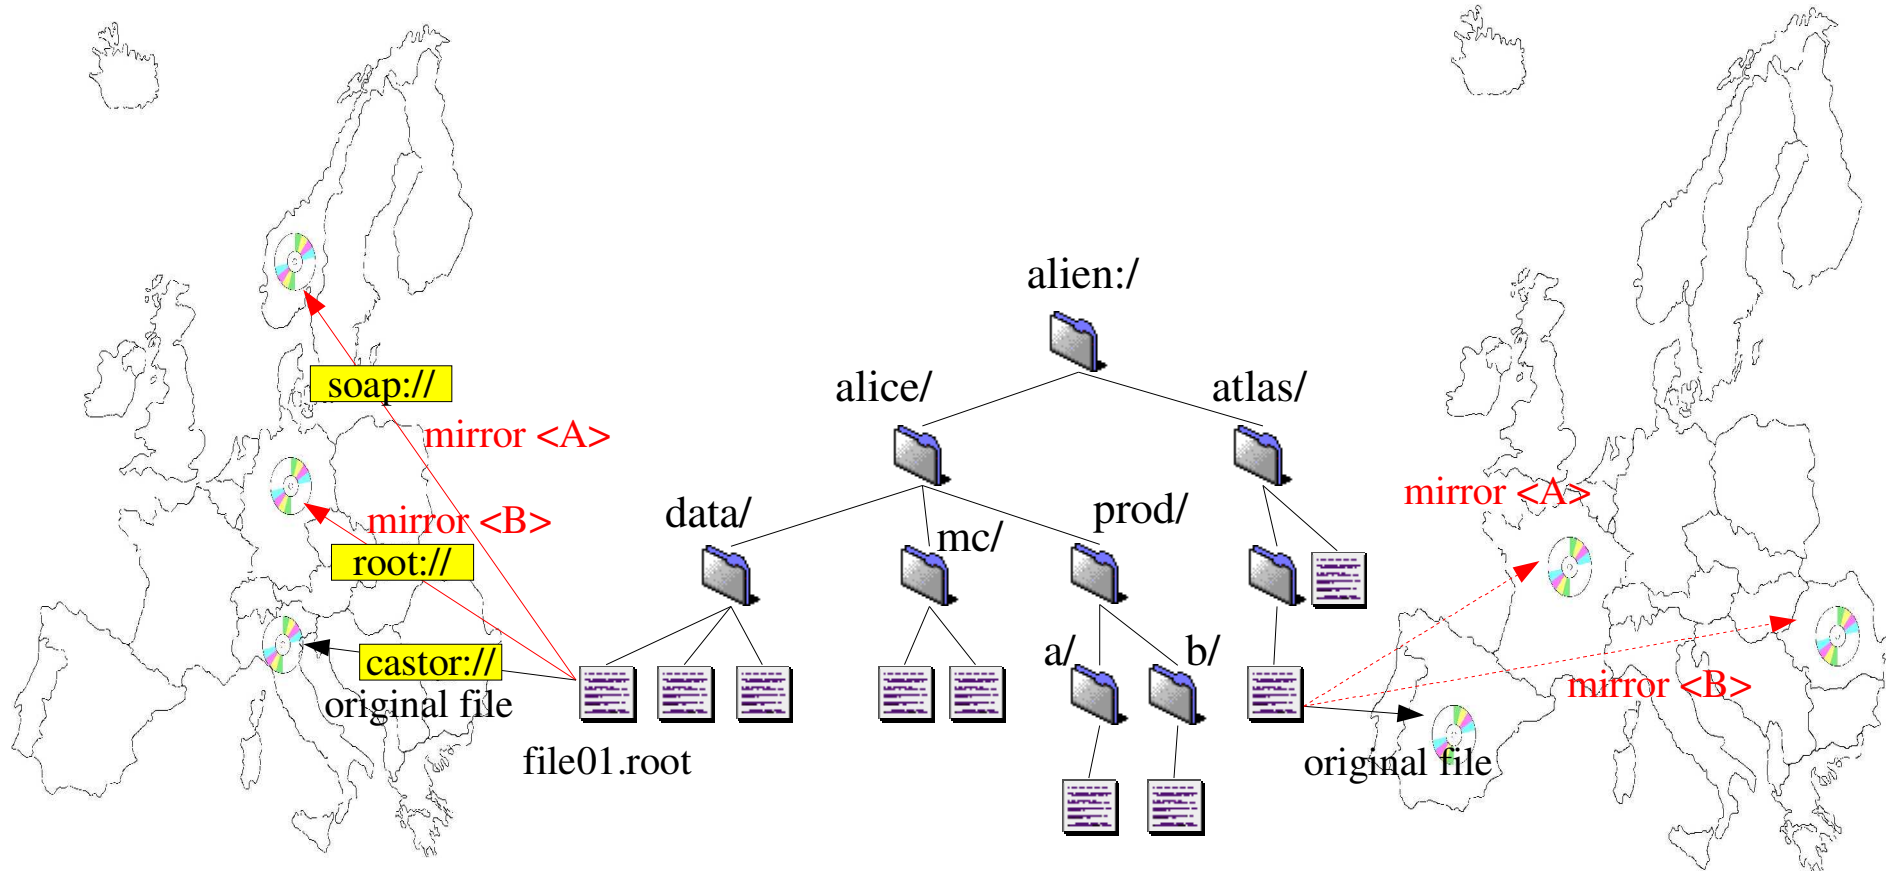 alien:/
alice/
atlas/
soap://
mirror <A>
mirror <A>
data/
mirror <B>
mc/
prod/
root://
castor://
a/
b/
original file
mirror <B>
file01.root
original file